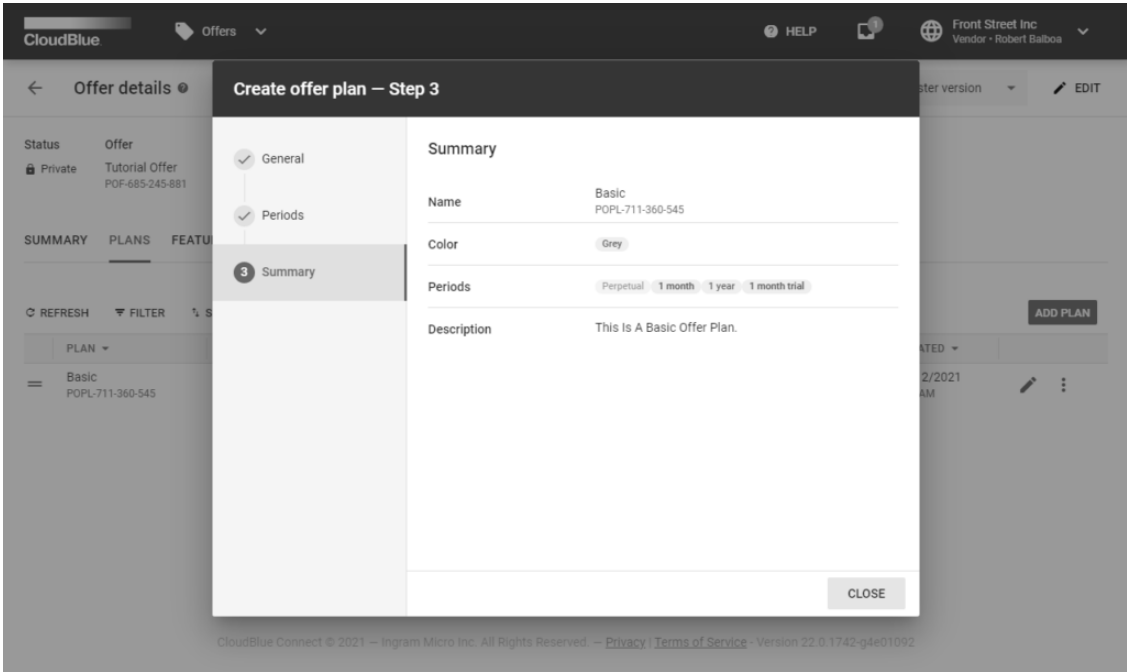 CloudBlue.
Offers
HELP
1
Front Street Inc
Vendor • Robert Balboa
Offer details
ster version
EDIT
Create offer plan — Step 3
Status
Offer
Private
Tutorial Offer
POF-685-245-881
SUMMARY PLANS FEATU
General
Periods
3 Summary
Summary
Name
Basic
POPL-711-360-545
Color
Grey
Periods
Perpetual 1 month 1 year 1 month trial
Description
This Is A Basic Offer Plan.
REFRESH FILTER S
ADD PLAN
PLAN
ATED
Basic
POPL-711-360-545
2/2021
AM
CLOSE
CloudBlue Connect © 2021 — Ingram Micro Inc. All Rights Reserved. — Privacy | Terms of Service - Version 22.0.1742-g4e01092